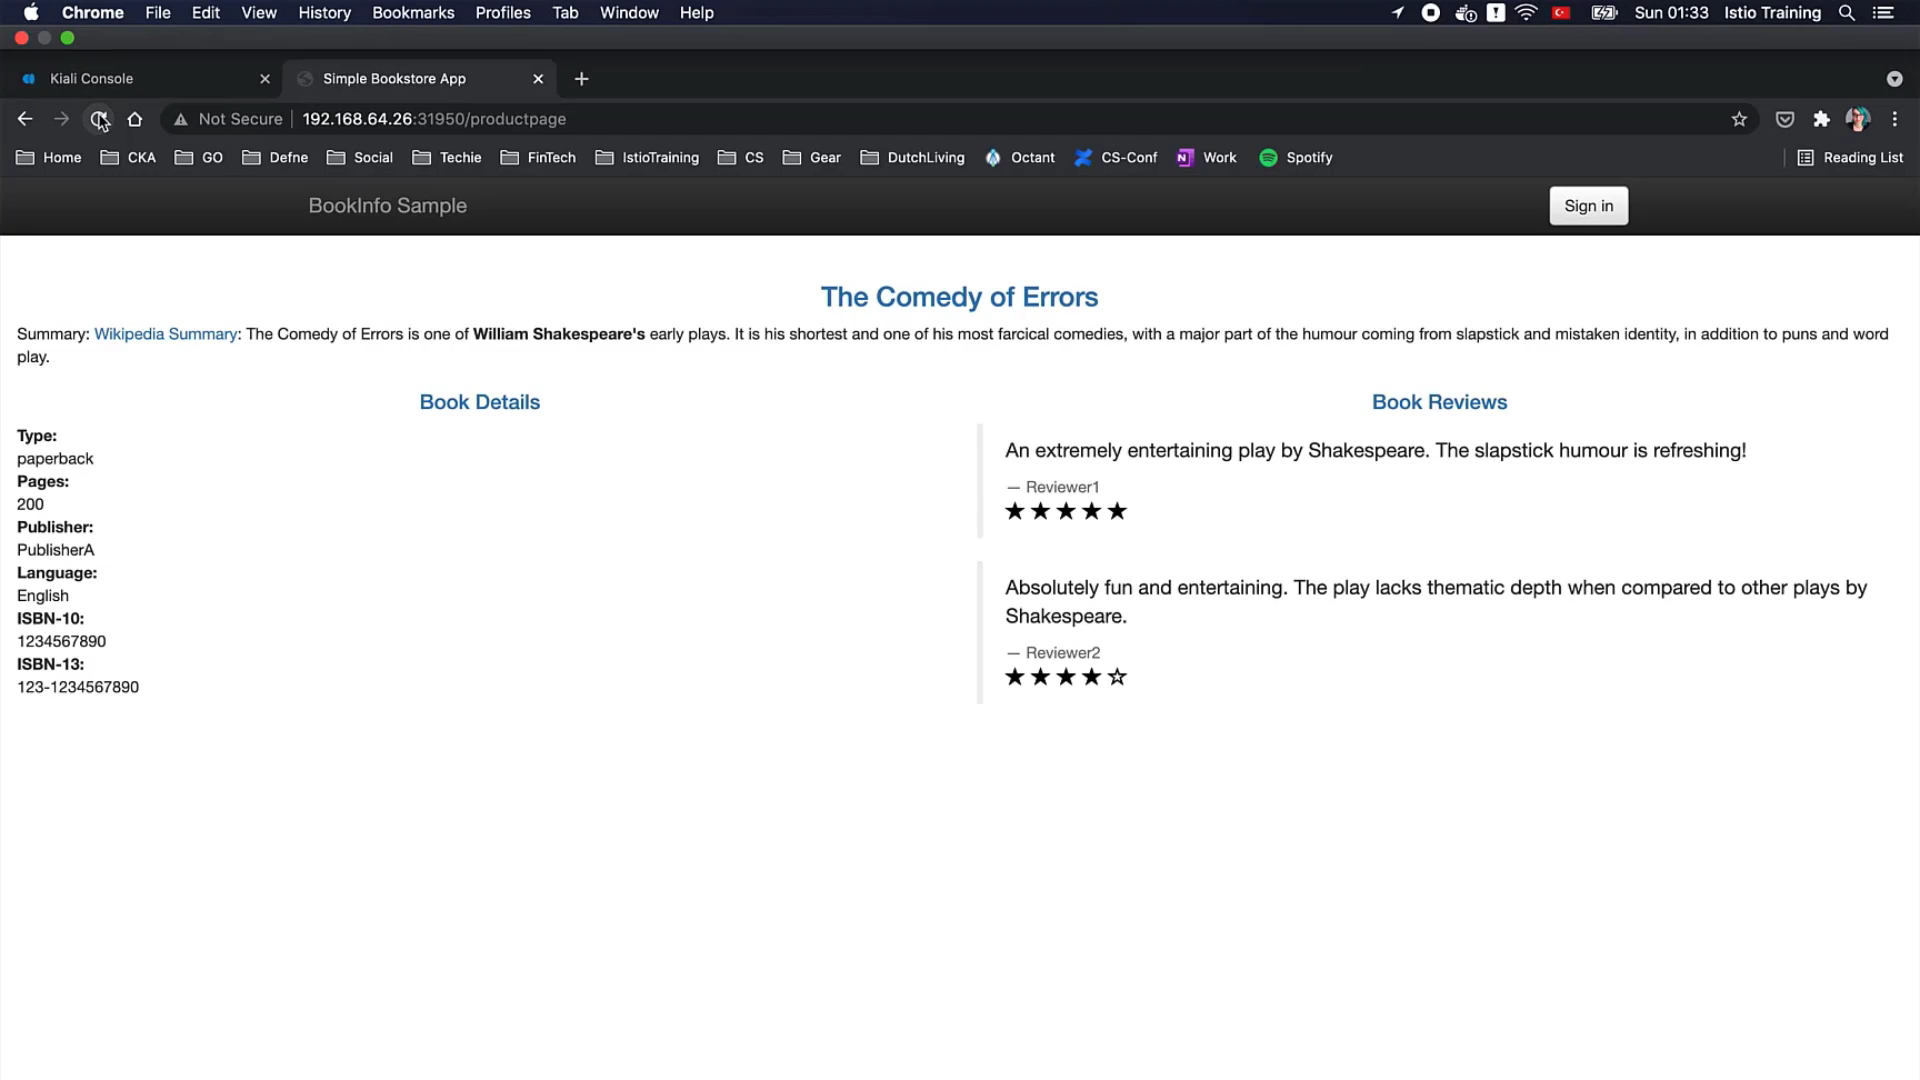 Chrome File Edit View History Bookmarks Profiles Tab Window Help Sun 01:33 Istio Training
Kiali Console Simple Bookstore App
Not Secure 192.168.64.26:31950/productpage
Home CKA GO Defne Social Techie FinTech IstioTraining CS Gear DutchLiving Octant CS-Conf Work Spotify Reading List
BookInfo Sample Sign in
The Comedy of Errors
Summary: Wikipedia Summary: The Comedy of Errors is one of William Shakespeare's early plays. It is his shortest and one of his most farcical comedies, with a major part of the humour coming from slapstick and mistaken identity, in addition to puns and word
play.
Book Details
Type:
paperback
Pages:
200
Publisher:
PublisherA
Language:
English
ISBN-10:
1234567890
ISBN-13:
123-1234567890
Book Reviews
An extremely entertaining play by Shakespeare. The slapstick humour is refreshing!
— Reviewer1
★★★★★
Absolutely fun and entertaining. The play lacks thematic depth when compared to other plays by
Shakespeare.
— Reviewer2
★★★★☆